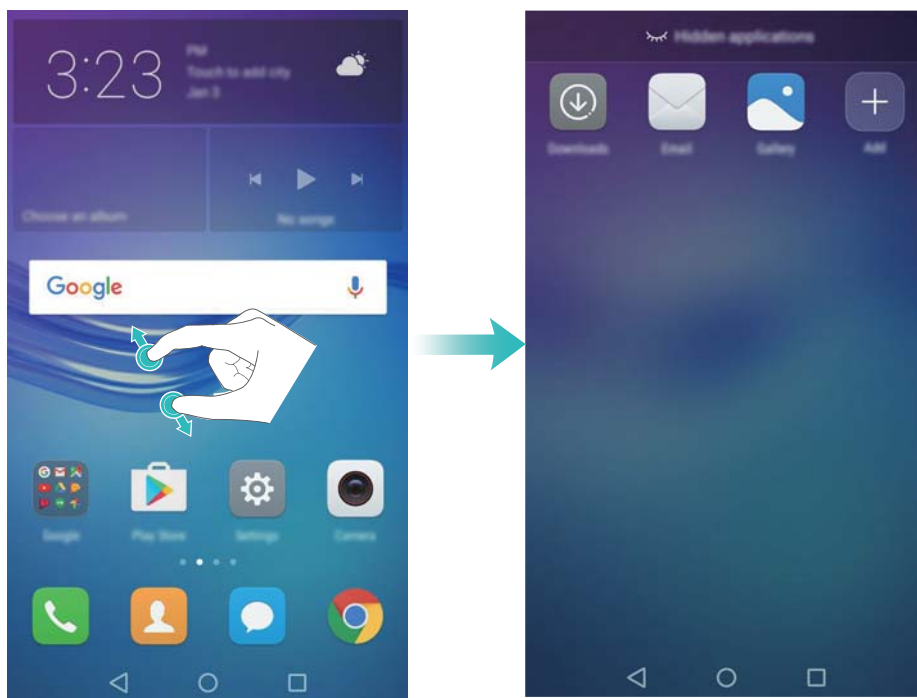 3:23
PM
Touch to add city
Jan 3
Choose an album
No songs
Google
Google
Play Store
Settings
Camera
Hidden applications
Downloads
Email
Gallery
Add